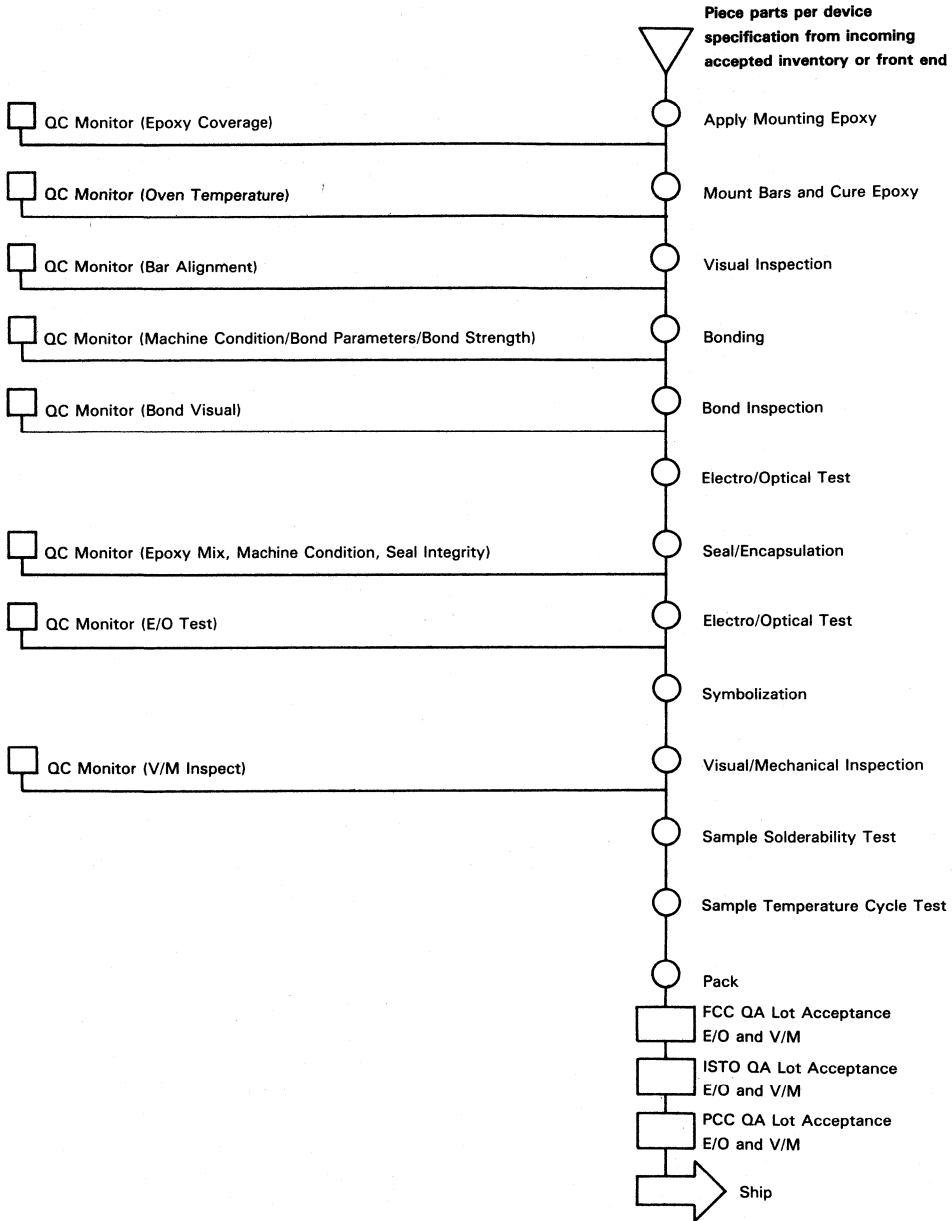 Piece parts per device
specification from incoming
accepted inventory or front end
QC Monitor (Epoxy Coverage)
Apply Mounting Epoxy
QC Monitor (Oven Temperature)
Mount Bars and Cure Epoxy
QC Monitor (Bar Alignment)
Visual Inspection
QC Monitor (Machine Condition/Bond Parameters/Bond Strength)
Bonding
QC Monitor (Bond Visual)
Bond Inspection
Electro/Optical Test
QC Monitor (Epoxy Mix, Machine Condition, Seal Integrity)
Seal/Encapsulation
QC Monitor (E/O Test)
Electro/Optical Test
Symbolization
QC Monitor (V/M Inspect)
Visual/Mechanical Inspection
Sample Solderability Test
Sample Temperature Cycle Test
Pack
FCC QA Lot Acceptance
E/O and V/M
ISTO QA Lot Acceptance
E/O and V/M
PCC QA Lot Acceptance
E/O and V/M
Ship